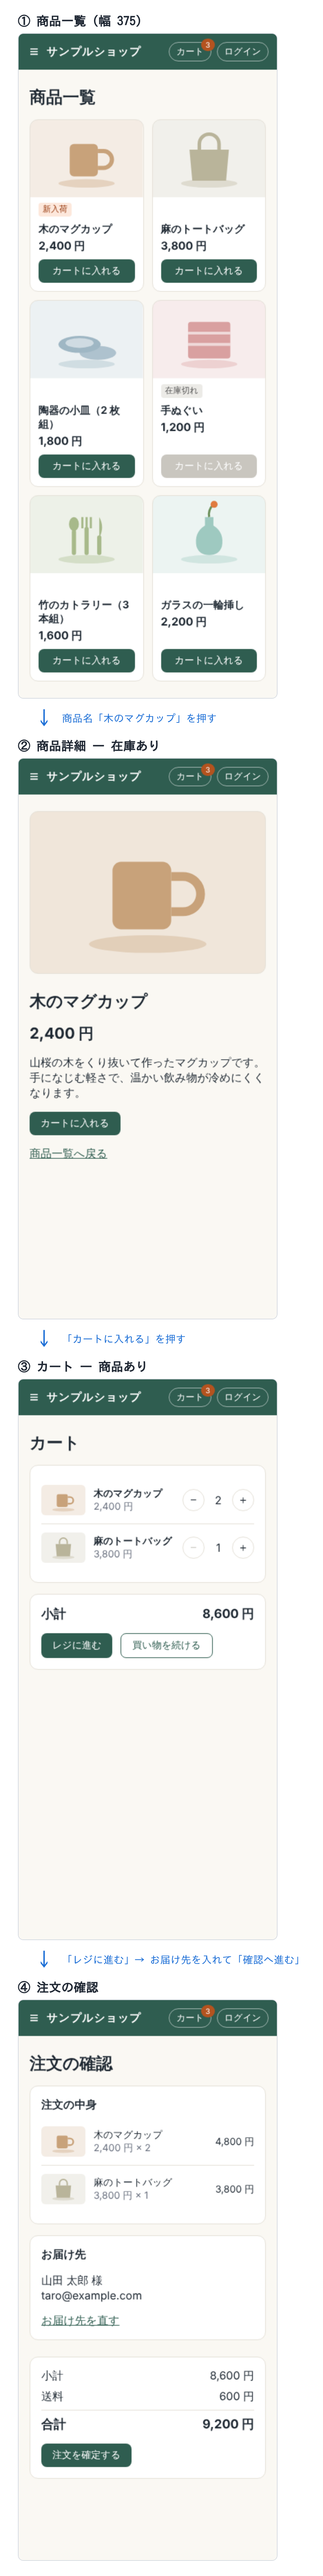 ① 商品一覧（幅 375）
≡ サンプルショップ カート 3 ログイン
商品一覧
新入荷
木のマグカップ
2,400 円
カートに入れる
麻のトートバッグ
3,800 円
カートに入れる
陶器の小皿（2 枚
組）
1,800 円
カートに入れる
在庫切れ
手ぬぐい
1,200 円
カートに入れる
竹のカトラリー（3
本組）
1,600 円
カートに入れる
ガラスの一輪挿し
2,200 円
カートに入れる
↓ 商品名「木のマグカップ」を押す
② 商品詳細 — 在庫あり
≡ サンプルショップ カート 3 ログイン
木のマグカップ
2,400 円
山桜の木をくり抜いて作ったマグカップです。
手になじむ軽さで、温かい飲み物が冷めにくく
なります。
カートに入れる
商品一覧へ戻る
↓ 「カートに入れる」を押す
③ カート — 商品あり
≡ サンプルショップ カート 3 ログイン
カート
木のマグカップ
2,400 円
− 2 +
麻のトートバッグ
3,800 円
− 1 +
小計 8,600 円
レジに進む 買い物を続ける
↓ 「レジに進む」→ お届け先を入れて「確認へ進む」
④ 注文の確認
≡ サンプルショップ カート 3 ログイン
注文の確認
注文の中身
木のマグカップ
2,400 円 × 2
4,800 円
麻のトートバッグ
3,800 円 × 1
3,800 円
お届け先
山田 太郎 様
taro@example.com
お届け先を直す
小計 8,600 円
送料 600 円
合計 9,200 円
注文を確定する